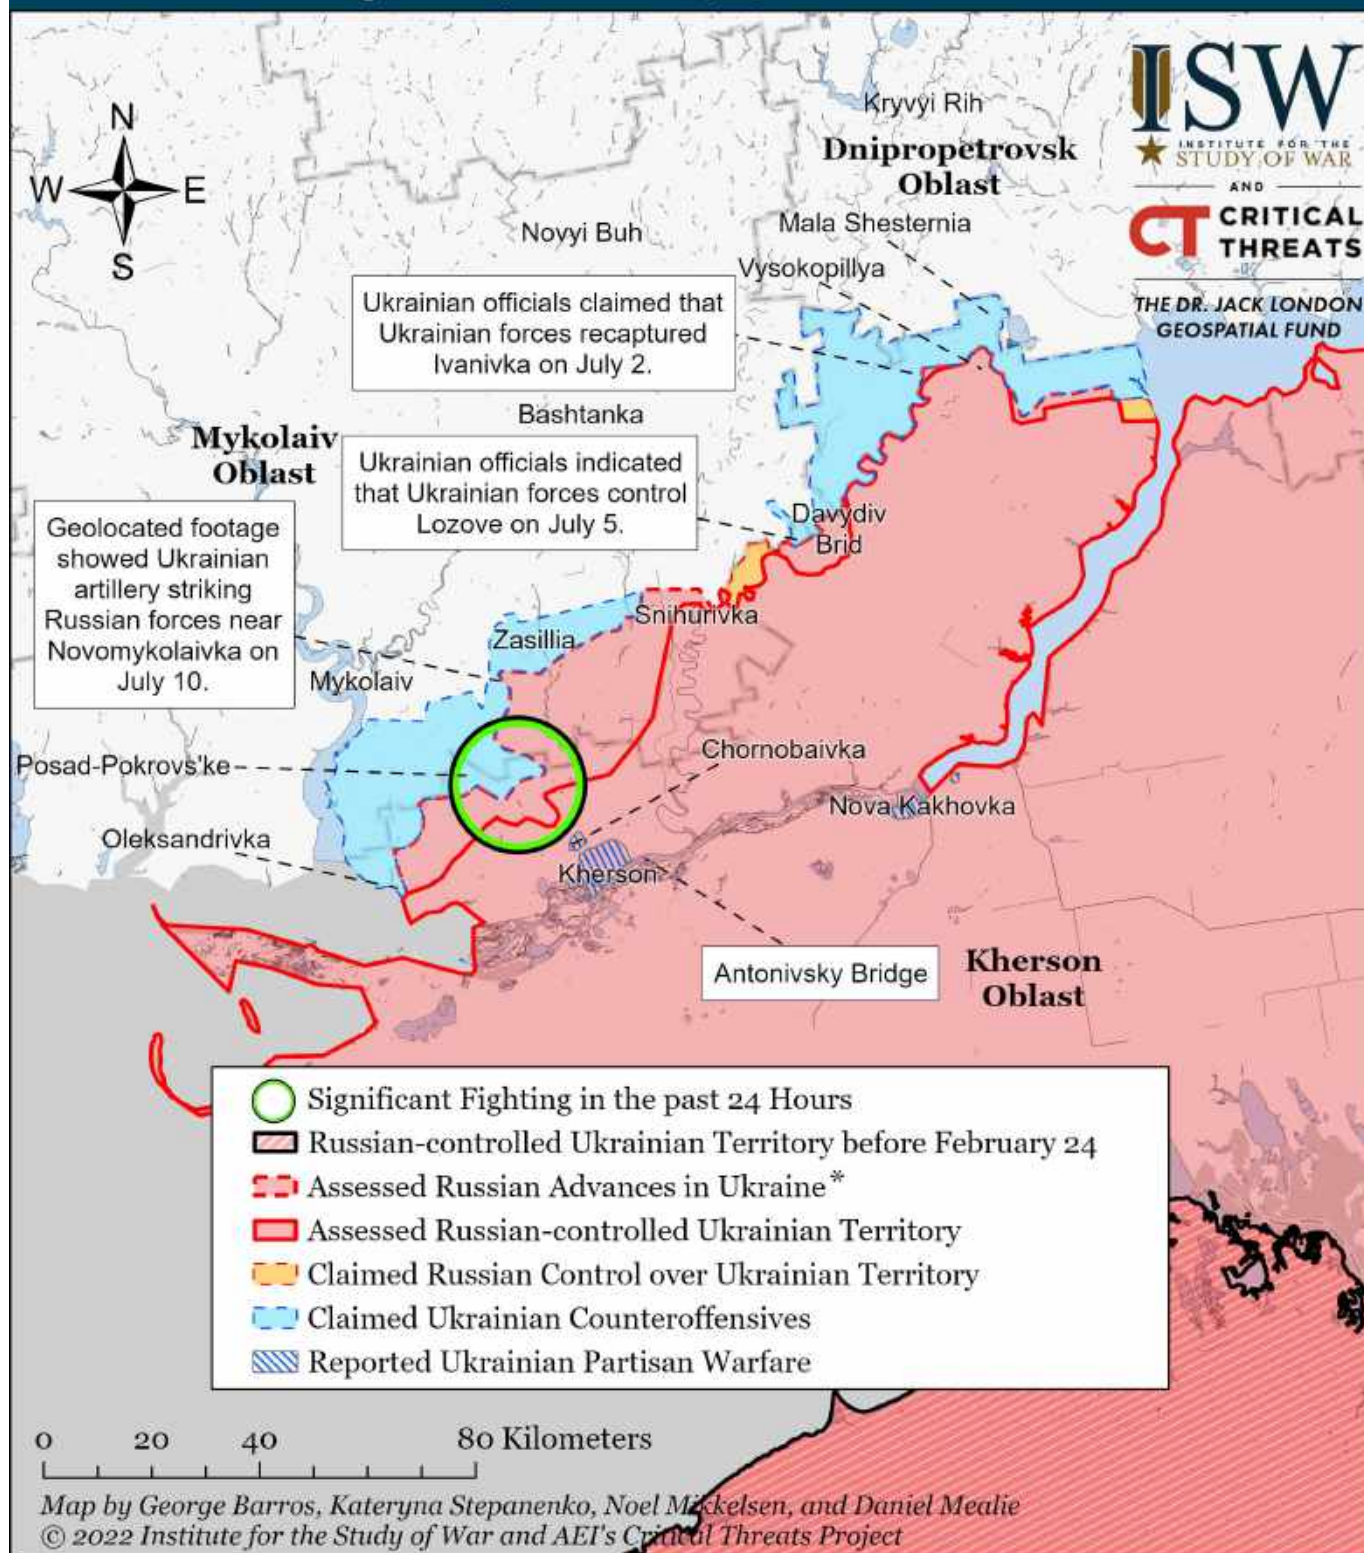 N
W E
S
ISW
INSTITUTE FOR THE
STUDY OF WAR
AND
CT CRITICAL
THREATS
THE DR. JACK LONDON
GEOSPATIAL FUND
Kryvyi Rih
Dnipropetrovsk
Oblast
Mala Shesternia
Novyi Buh
Vysokopillya
Ukrainian officials claimed that
Ukrainian forces recaptured
Ivanivka on July 2.
Bashtanka
Mykolaiv
Oblast
Ukrainian officials indicated
that Ukrainian forces control
Lozove on July 5.
Davydiv
Brid
Geolocated footage
showed Ukrainian
artillery striking
Russian forces near
Novomykolaivka on
July 10.
Snihurivka
Zasillia
Mykolaiv
Chornobaivka
Posad-Pokrovs'ke
Nova Kakhovka
Oleksandrivka
Kherson
Antonivsky Bridge
Kherson
Oblast
Significant Fighting in the past 24 Hours
Russian-controlled Ukrainian Territory before February 24
Assessed Russian Advances in Ukraine*
Assessed Russian-controlled Ukrainian Territory
Claimed Russian Control over Ukrainian Territory
Claimed Ukrainian Counteroffensives
Reported Ukrainian Partisan Warfare
0 20 40 80 Kilometers
Map by George Barros, Kateryna Stepanenko, Noel Mikkelsen, and Daniel Mealie
© 2022 Institute for the Study of War and AEI's Critical Threats Project